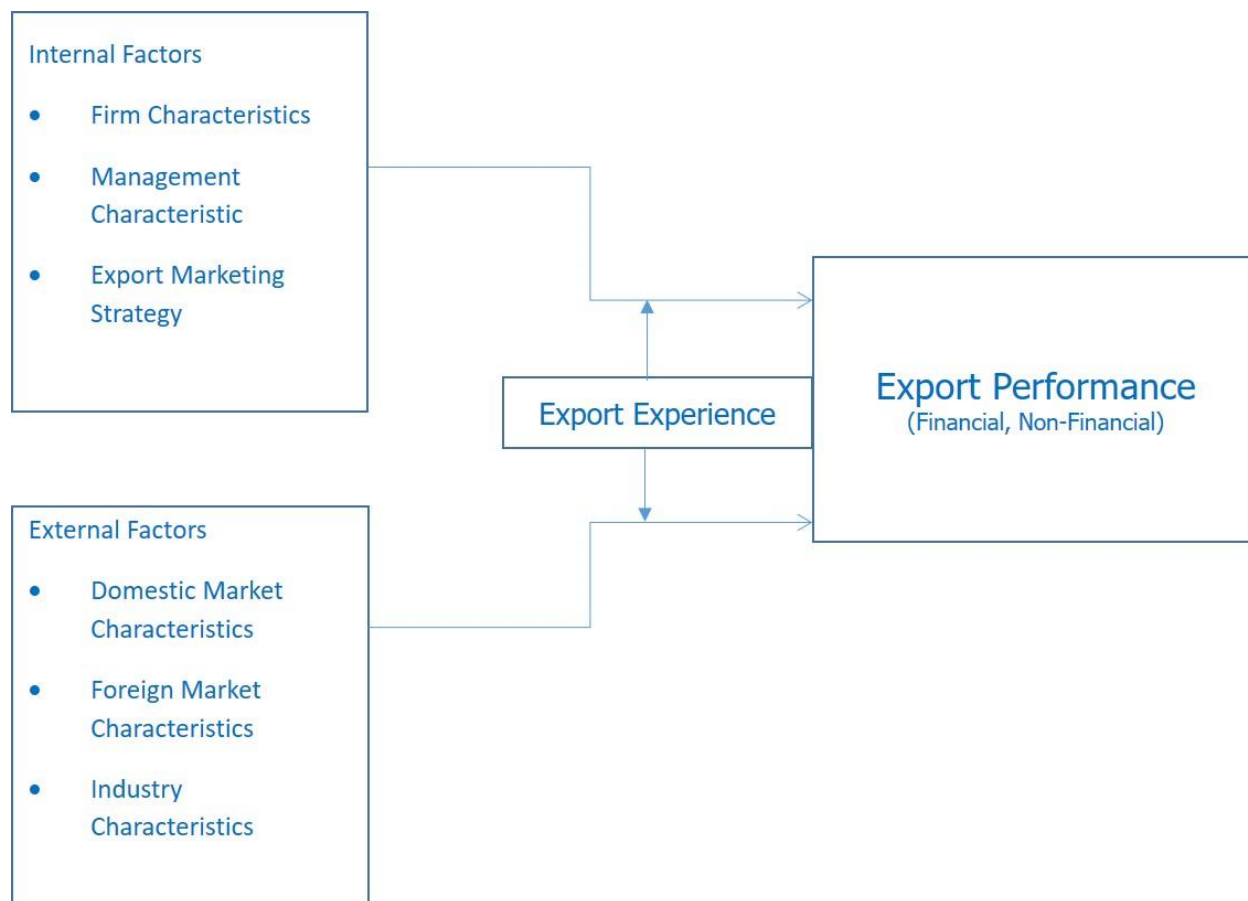 Internal Factors
• Firm Characteristics
• Management
Characteristic
• Export Marketing
Strategy
Export Experience
Export Performance
(Financial, Non-Financial)
External Factors
• Domestic Market
Characteristics
• Foreign Market
Characteristics
• Industry
Characteristics